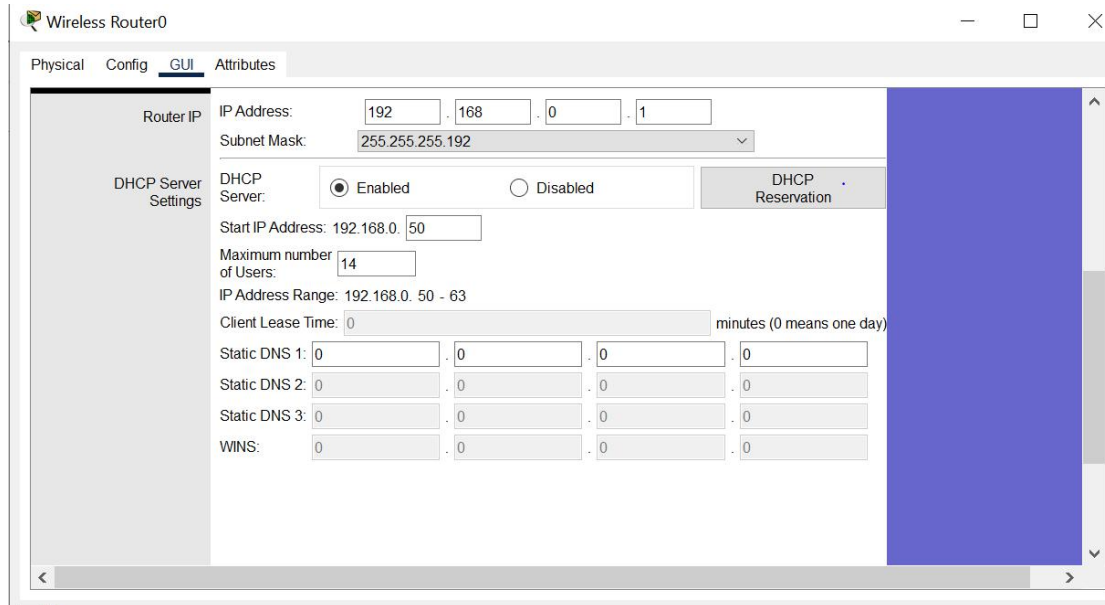 Wireless Router0
Physical Config GUI Attributes
Router IP
IP Address: 192 . 168 . 0 . 1
Subnet Mask: 255.255.255.192
DHCP Server
Settings
DHCP
Server: Enabled Disabled
DHCP
Reservation
Start IP Address: 192.168.0. 50
Maximum number
of Users: 14
IP Address Range: 192.168.0. 50 - 63
Client Lease Time: 0 minutes (0 means one day)
Static DNS 1: 0 . 0 . 0 . 0
Static DNS 2: 0 . 0 . 0 . 0
Static DNS 3: 0 . 0 . 0 . 0
WINS: 0 . 0 . 0 . 0